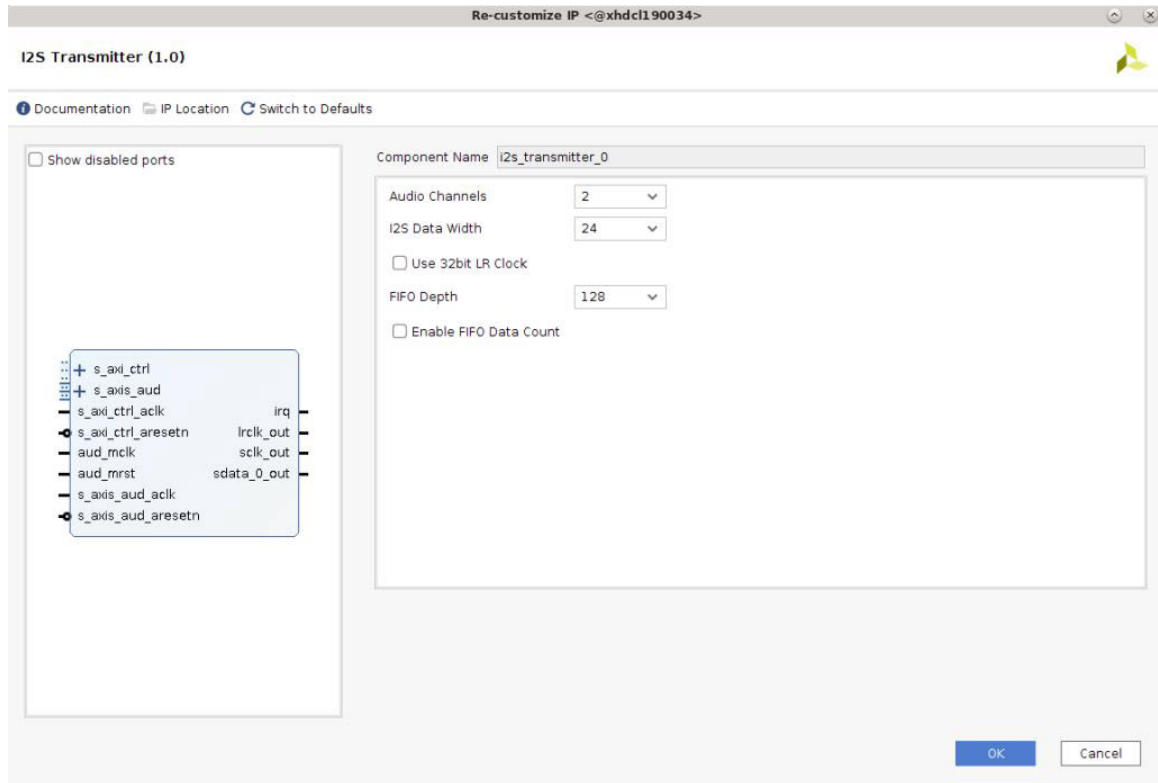 Re-customize IP <@xhdcl190034>
I2S Transmitter (1.0)
Documentation IP Location Switch to Defaults
Show disabled ports
s_axi_ctrl
s_axis_aud
s_axi_ctrl_aclk irq
s_axi_ctrl_aresetn lrclk_out
aud_mclk sclk_out
aud_mrst sdata_0_out
s_axis_aud_aclk
s_axis_aud_aresetn
Component Name i2s_transmitter_0
Audio Channels 2
I2S Data Width 24
Use 32bit LR Clock
FIFO Depth 128
Enable FIFO Data Count
OK Cancel